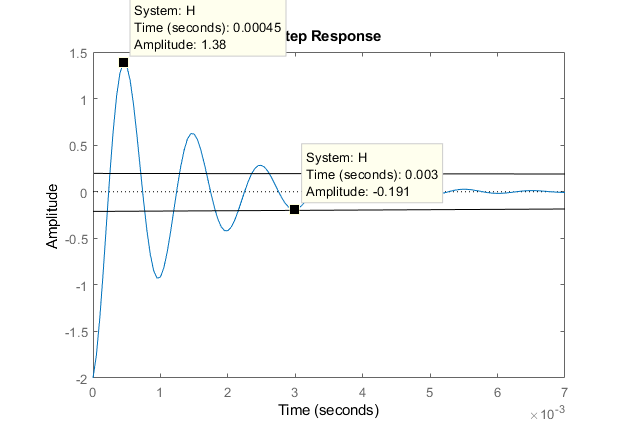 System: H
Time (seconds): 0.00045
Amplitude: 1.38
tep Response
System: H
Time (seconds): 0.003
Amplitude: -0.191
Amplitude
1.5
1
0.5
0
-0.5
-1
-1.5
-2
0 1 2 3 4 5 6 7
Time (seconds)
×10⁻³